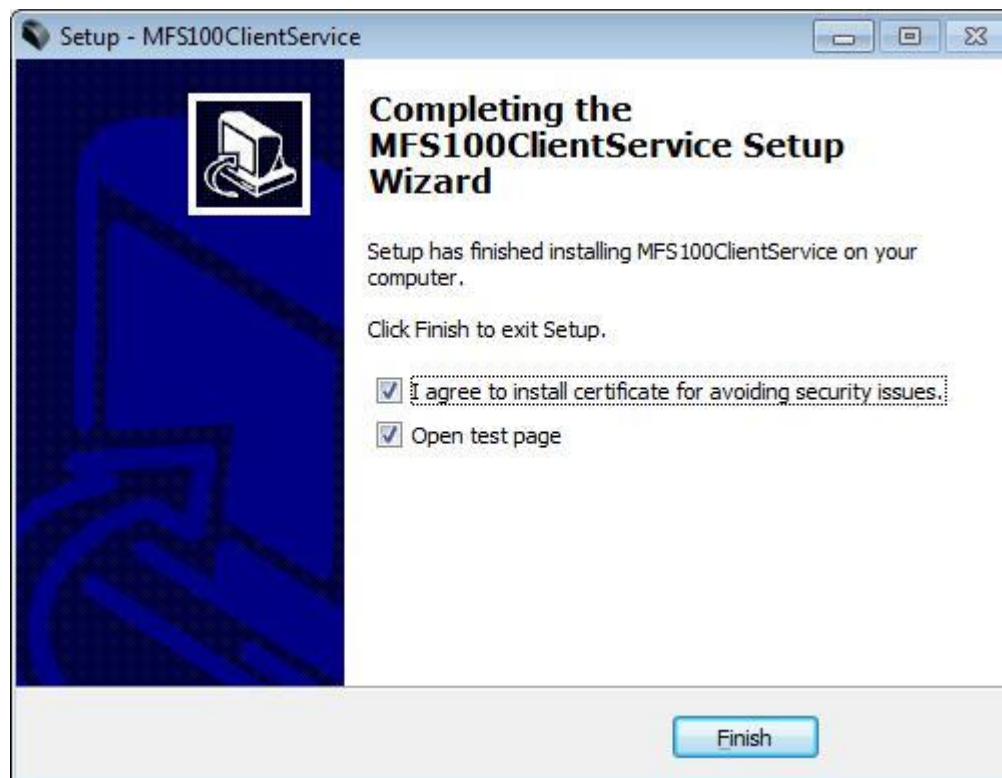 Setup - MFS100ClientService
Completing the
MFS100ClientService Setup
Wizard
Setup has finished installing MFS100ClientService on your
computer.
Click Finish to exit Setup.
I agree to install certificate for avoiding security issues.
Open test page
Finish